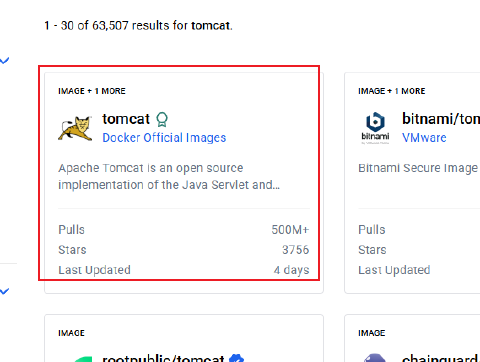 1 - 30 of 63,507 results for tomcat.
IMAGE + 1 MORE
tomcat
Docker Official Images
Apache Tomcat is an open source
implementation of the Java Servlet and...
Pulls 500M+
Stars 3756
Last Updated 4 days
IMAGE + 1 MORE
bitnami/tom
bitnami
VMware
Bitnami Secure Image
Pulls
Stars
Last Updated
IMAGE
rootpublic/tomcat
IMAGE
chainguard